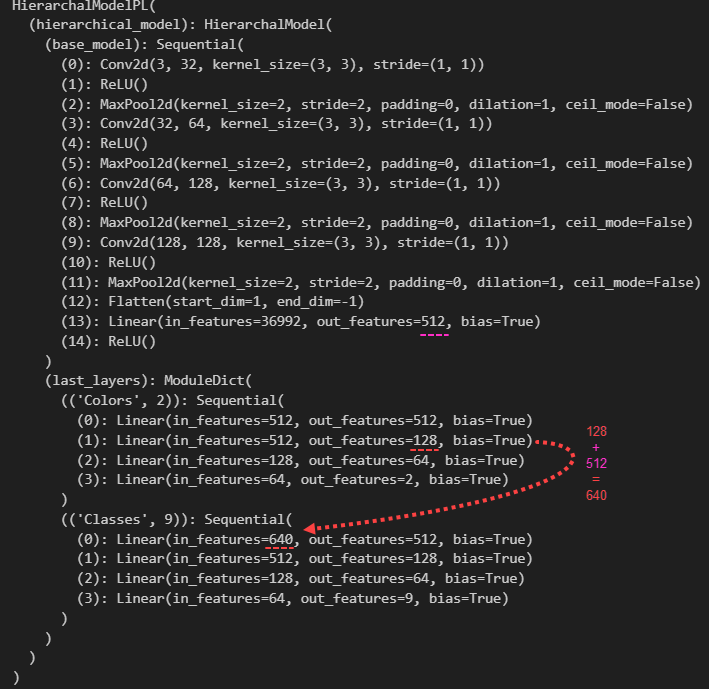 HierarchalModelPL(
(hierarchical_model): HierarchalModel(
(base_model): Sequential(
(0): Conv2d(3, 32, kernel_size=(3, 3), stride=(1, 1))
(1): ReLU()
(2): MaxPool2d(kernel_size=2, stride=2, padding=0, dilation=1, ceil_mode=False)
(3): Conv2d(32, 64, kernel_size=(3, 3), stride=(1, 1))
(4): ReLU()
(5): MaxPool2d(kernel_size=2, stride=2, padding=0, dilation=1, ceil_mode=False)
(6): Conv2d(64, 128, kernel_size=(3, 3), stride=(1, 1))
(7): ReLU()
(8): MaxPool2d(kernel_size=2, stride=2, padding=0, dilation=1, ceil_mode=False)
(9): Conv2d(128, 128, kernel_size=(3, 3), stride=(1, 1))
(10): ReLU()
(11): MaxPool2d(kernel_size=2, stride=2, padding=0, dilation=1, ceil_mode=False)
(12): Flatten(start_dim=1, end_dim=-1)
(13): Linear(in_features=36992, out_features=512, bias=True)
(14): ReLU()
)
(last_layers): ModuleDict(
(('Colors', 2)): Sequential(
(0): Linear(in_features=512, out_features=512, bias=True)
(1): Linear(in_features=512, out_features=128, bias=True)
(2): Linear(in_features=128, out_features=64, bias=True)
(3): Linear(in_features=64, out_features=2, bias=True)
)
(('Classes', 9)): Sequential(
(0): Linear(in_features=640, out_features=512, bias=True)
(1): Linear(in_features=512, out_features=128, bias=True)
(2): Linear(in_features=128, out_features=64, bias=True)
(3): Linear(in_features=64, out_features=9, bias=True)
)
)
)
)
128
+
512
=
640